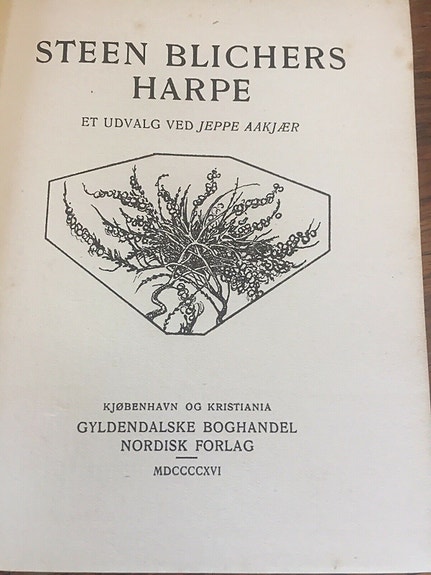 STEEN BLICHERS
HARPE
ET UDVALG VED JEPPE AAKJÆR
KJØBENHAVN OG KRISTIANIA
GYLDENDALSKE BOGHANDEL
NORDISK FORLAG
MDCCCCXVI